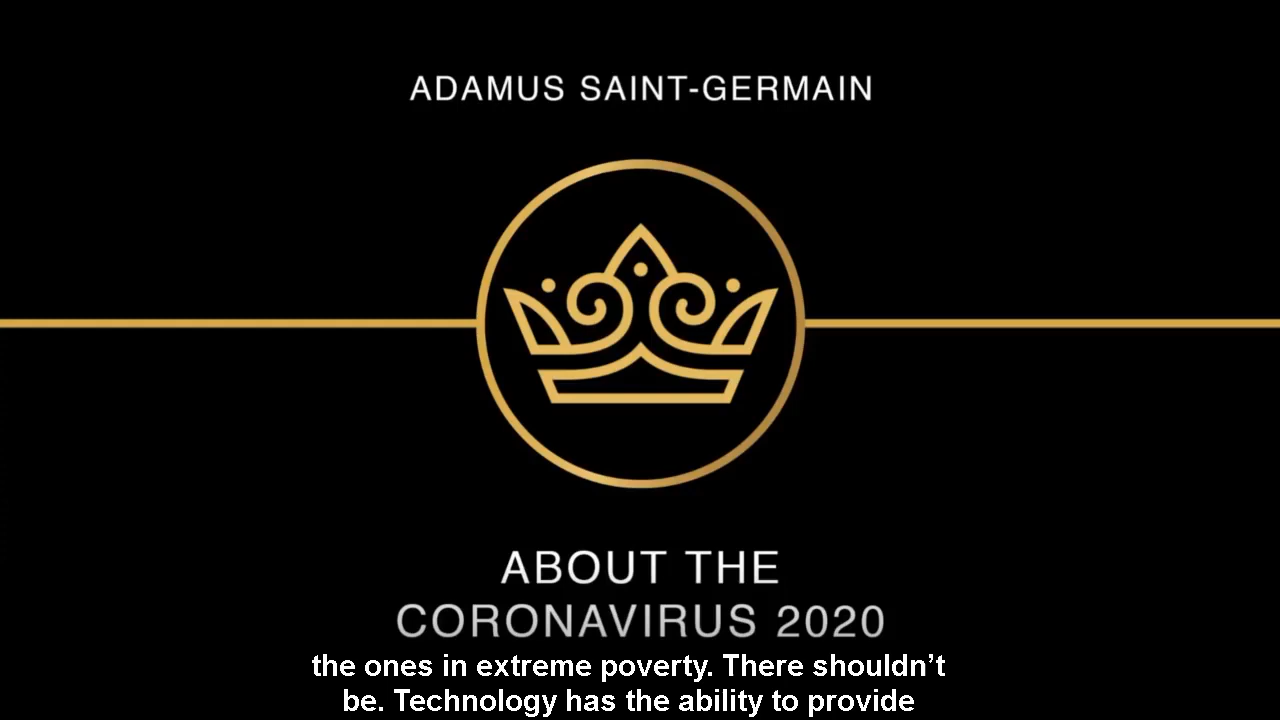 ADAMUS SAINT-GERMAIN
ABOUT THE
CORONAVIRUS 2020
the ones in extreme poverty. There shouldn’t
be. Technology has the ability to provide